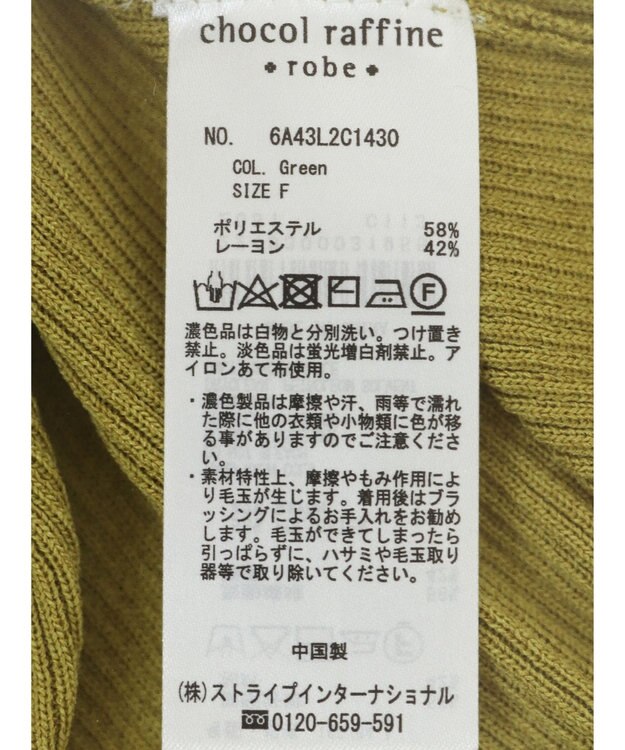 chocol raffine
robe
NO. 6A43L2C1430
COL. Green
SIZE F
ポリエステル 58%
レーヨン 42%
F
濃色品は白物と分別洗い。つけ置き
禁止。淡色品は蛍光増白剤禁止。ア
イロンあて布使用。
・濃色製品は摩擦や汗、雨等で濡れ
た際に他の衣類や小物類に色が移
る事がありますのでご注意くださ
い。
・素材特性上、摩擦やもみ作用によ
り毛玉が生じます。着用後はブラ
ッシングによるお手入れをお勧め
します。毛玉ができてしまったら
引っぱらずに、ハサミや毛玉取り
器等で取り除いてください。
中国製
(株)ストライプインターナショナル
0120-659-591